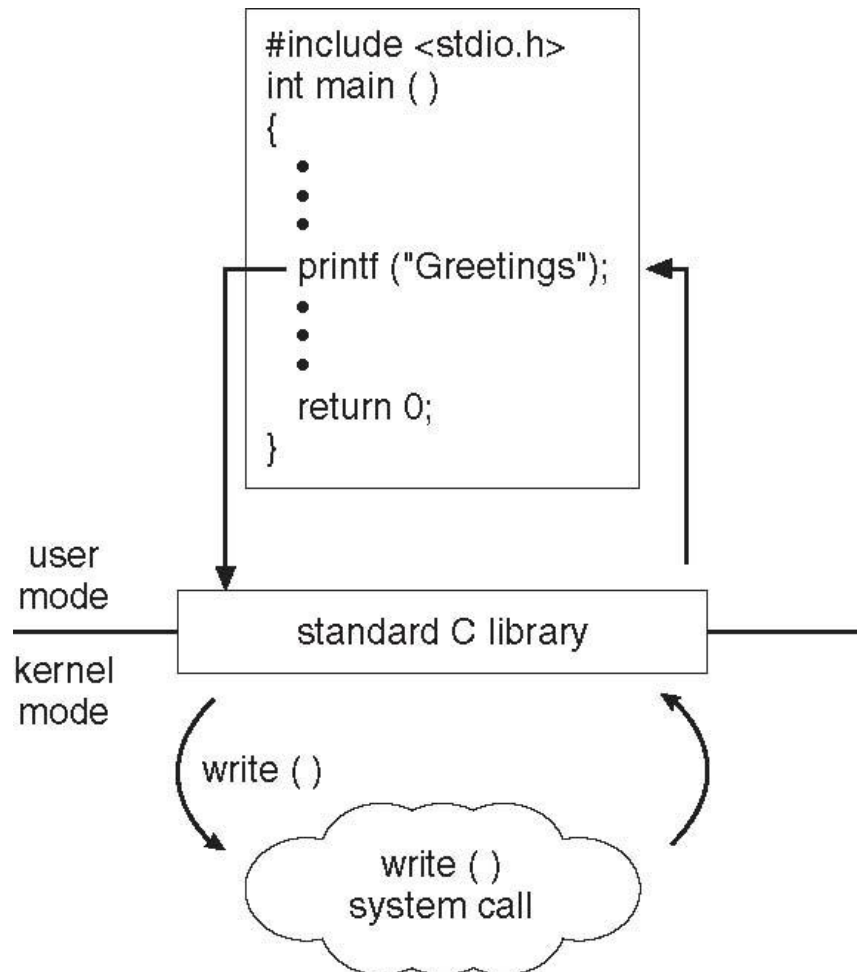 #include <stdio.h>
int main ( )
{
•
•
•
printf ("Greetings");
•
•
•
return 0;
}
user
mode
standard C library
kernel
mode
write ( )
write ( )
system call